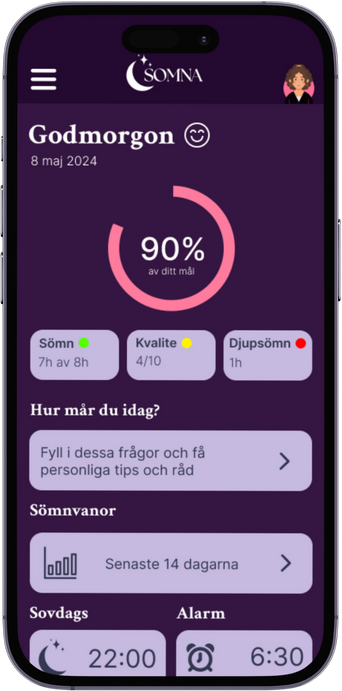 SOMNA
Godmorgon
8 maj 2024
90%
av ditt mål
Sömn
7h av 8h
Kvalite
4/10
Djupsömn
1h
Hur mår du idag?
Fyll i dessa frågor och få
personliga tips och råd
Sömnvanor
Senaste 14 dagarna
Sovdags
Alarm
22:00
6:30